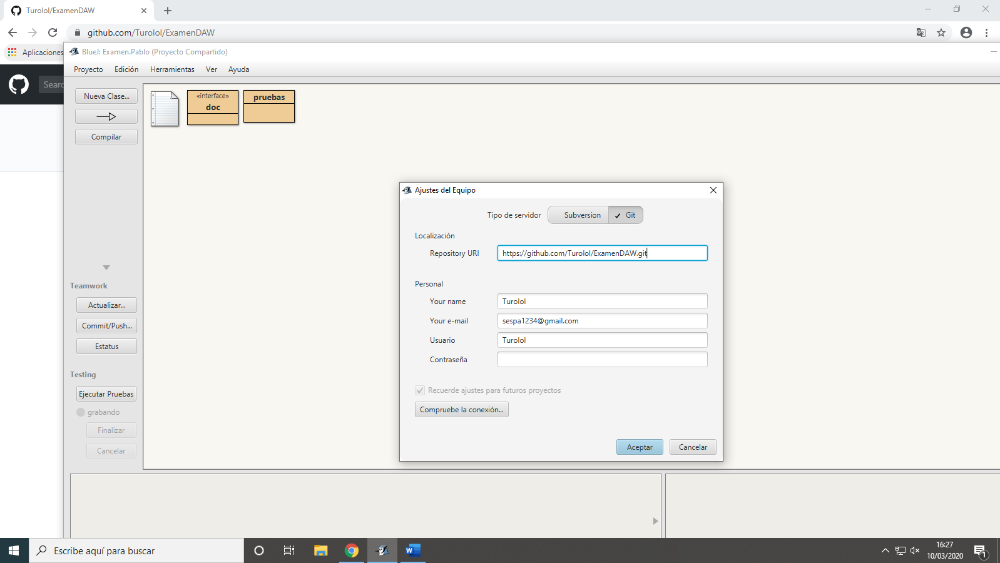 Turolol/ExamenDAW
github.com/Turolol/ExamenDAW
Aplicaciones
BlueJ: Examen.Pablo (Proyecto Compartido)
Proyecto Edición Herramientas Ver Ayuda
Nueva Clase...
Compilar
«interface»
doc
pruebas
Ajustes del Equipo
Tipo de servidor Subversion ✓ Git
Localización
Repository URI https://github.com/Turolol/ExamenDAW.git
Personal
Your name Turolol
Your e-mail sespa1234@gmail.com
Usuario Turolol
Contraseña
Recuerde ajustes para futuros proyectos
Compruebe la conexión...
Aceptar Cancelar
Teamwork
Actualizar...
Commit/Push...
Estatus
Testing
Ejecutar Pruebas
grabando
Finalizar
Cancelar
Escribe aquí para buscar
16:27
10/03/2020
1